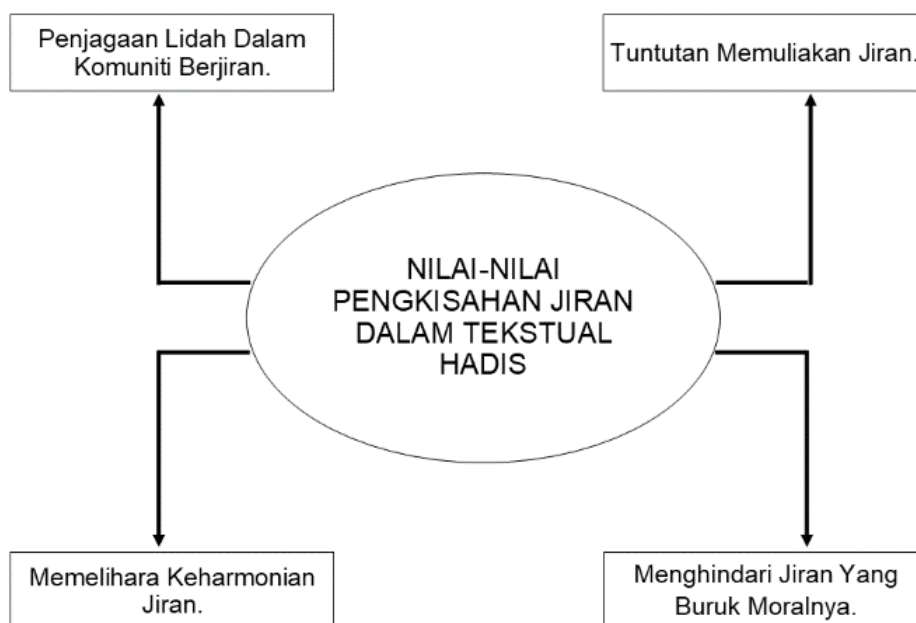 Penjagaan Lidah Dalam
Komuniti Berjiran.
Tuntutan Memuliakan Jiran.
NILAI-NILAI
PENGKISAHAN JIRAN
DALAM TEKSTUAL
HADIS
Memelihara Keharmonian
Jiran.
Menghindari Jiran Yang
Buruk Moralnya.